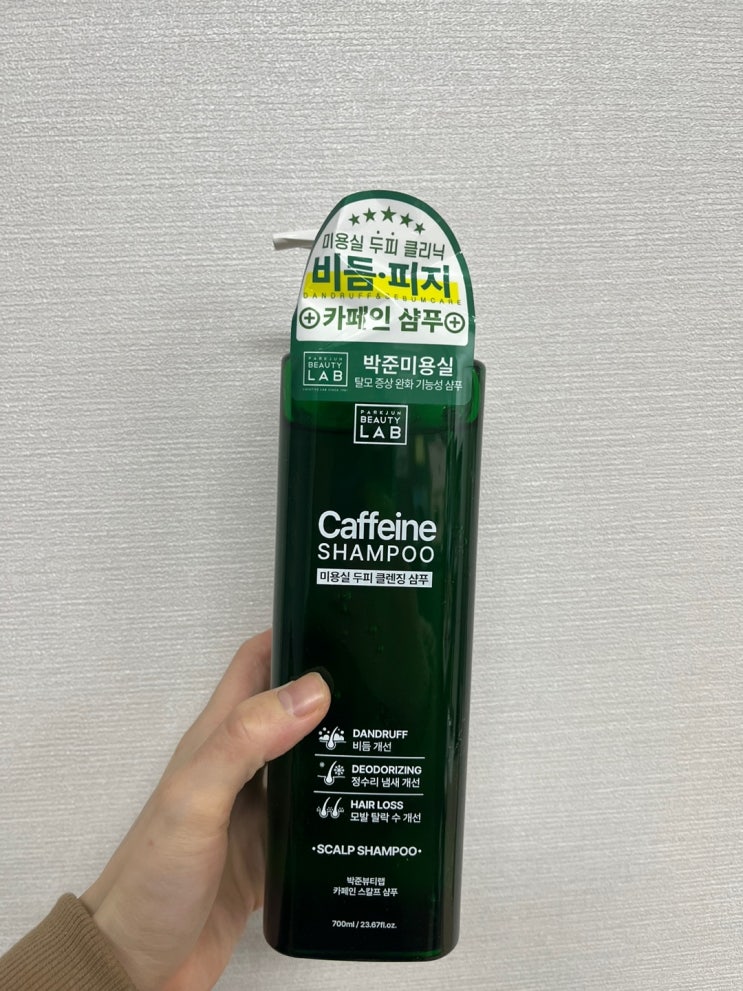 미용실 두피 클리닉
비듬·피지
DANDRUFF&SEBUMCARE
카페인 샴푸
PARKJUN
BEAUTY
LAB
박준미용실
탈모 증상 완화 기능성 샴푸
PARKJUN
BEAUTY
LAB
Caffeine
SHAMPOO
미용실 두피 클렌징 샴푸
DANDRUFF
비듬 개선
DEODORIZING
정수리 냄새 개선
HAIR LOSS
모발 탈락 수 개선
•SCALP SHAMPOO•
박준뷰티랩
카페인 스칼프 샴푸
700ml / 23.67fl.oz.